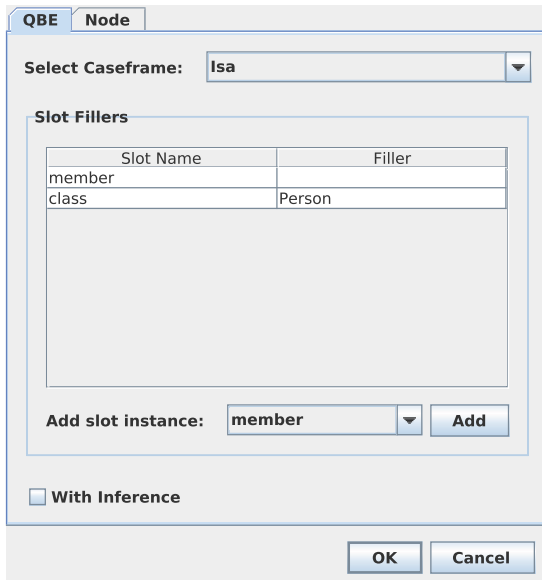 QBE Node
Select Caseframe: Isa
Slot Fillers
Slot Name Filler
member
class Person
Add slot instance: member Add
With Inference
OK Cancel